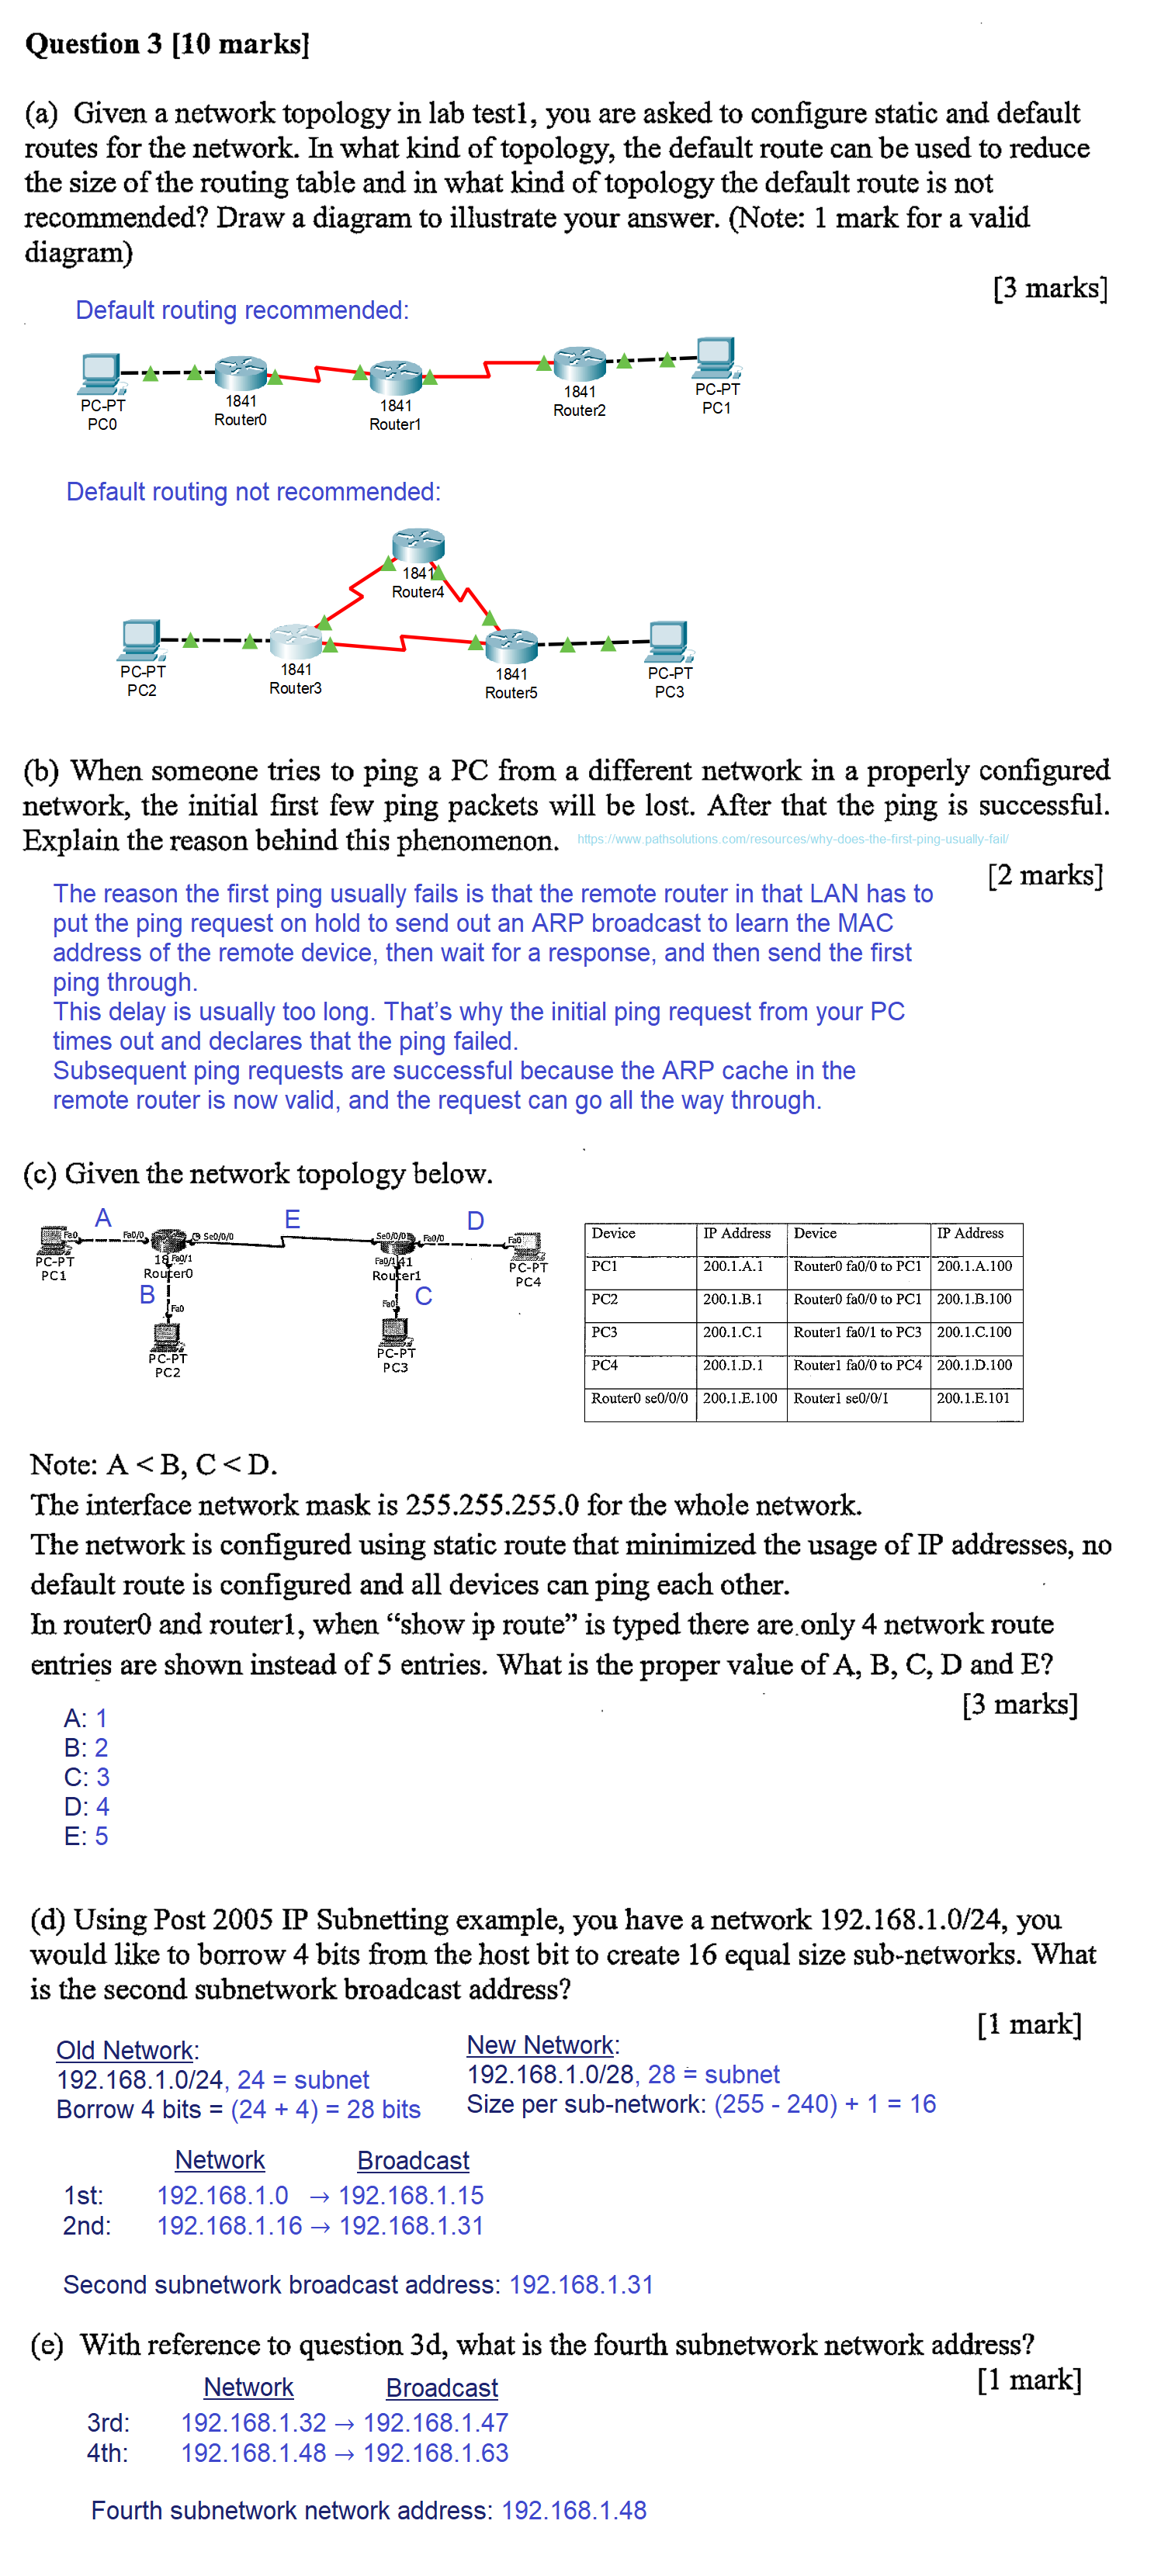 Question 3 [10 marks]
(a) Given a network topology in lab test1, you are asked to configure static and default
routes for the network. In what kind of topology, the default route can be used to reduce
the size of the routing table and in what kind of topology the default route is not
recommended? Draw a diagram to illustrate your answer. (Note: 1 mark for a valid
diagram)
[3 marks]
Default routing recommended:
PC-PT
PC0
1841
Router0
1841
Router1
1841
Router2
PC-PT
PC1
Default routing not recommended:
1841
Router4
PC-PT
PC2
1841
Router3
1841
Router5
PC-PT
PC3
(b) When someone tries to ping a PC from a different network in a properly configured
network, the initial first few ping packets will be lost. After that the ping is successful.
Explain the reason behind this phenomenon. https://www.pathsolutions.com/resources/why-does-the-first-ping-usually-fail/
[2 marks]
The reason the first ping usually fails is that the remote router in that LAN has to
put the ping request on hold to send out an ARP broadcast to learn the MAC
address of the remote device, then wait for a response, and then send the first
ping through.
This delay is usually too long. That's why the initial ping request from your PC
times out and declares that the ping failed.
Subsequent ping requests are successful because the ARP cache in the
remote router is now valid, and the request can go all the way through.
(c) Given the network topology below.
A E D
Fa0 Fa0/0 Se0/0/0 Se0/0/0 Fa0/0 Fa0
PC-PT
PC1
Fa0/1
Router0
Fa0/1 41
Router1
PC-PT
PC4
B C
Fa0 Fa0
PC-PT
PC2
PC-PT
PC3
Device IP Address Device IP Address
PC1 200.1.A.1 Router0 fa0/0 to PC1 200.1.A.100
PC2 200.1.B.1 Router0 fa0/0 to PC1 200.1.B.100
PC3 200.1.C.1 Router1 fa0/1 to PC3 200.1.C.100
PC4 200.1.D.1 Router1 fa0/0 to PC4 200.1.D.100
Router0 se0/0/0 200.1.E.100 Router1 se0/0/1 200.1.E.101
Note: A < B, C < D.
The interface network mask is 255.255.255.0 for the whole network.
The network is configured using static route that minimized the usage of IP addresses, no
default route is configured and all devices can ping each other.
In router0 and router1, when “show ip route” is typed there are only 4 network route
entries are shown instead of 5 entries. What is the proper value of A, B, C, D and E?
[3 marks]
A: 1
B: 2
C: 3
D: 4
E: 5
(d) Using Post 2005 IP Subnetting example, you have a network 192.168.1.0/24, you
would like to borrow 4 bits from the host bit to create 16 equal size sub-networks. What
is the second subnetwork broadcast address?
[1 mark]
Old Network:
192.168.1.0/24, 24 = subnet
Borrow 4 bits = (24 + 4) = 28 bits
New Network:
192.168.1.0/28, 28 = subnet
Size per sub-network: (255 - 240) + 1 = 16
Network Broadcast
1st: 192.168.1.0 → 192.168.1.15
2nd: 192.168.1.16 → 192.168.1.31
Second subnetwork broadcast address: 192.168.1.31
(e) With reference to question 3d, what is the fourth subnetwork network address?
[1 mark]
Network Broadcast
3rd: 192.168.1.32 → 192.168.1.47
4th: 192.168.1.48 → 192.168.1.63
Fourth subnetwork network address: 192.168.1.48